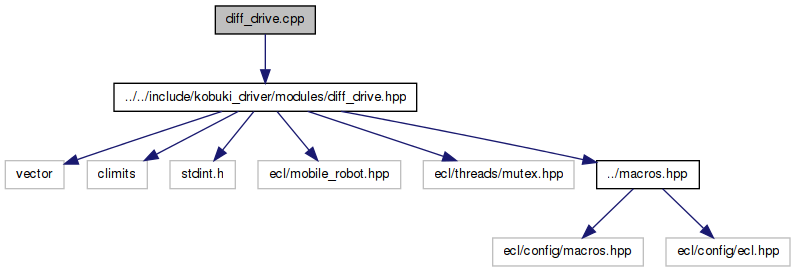 diff_drive.cpp
../../include/kobuki_driver/modules/diff_drive.hpp
vector
climits
stdint.h
ecl/mobile_robot.hpp
ecl/threads/mutex.hpp
../macros.hpp
ecl/config/macros.hpp
ecl/config/ecl.hpp